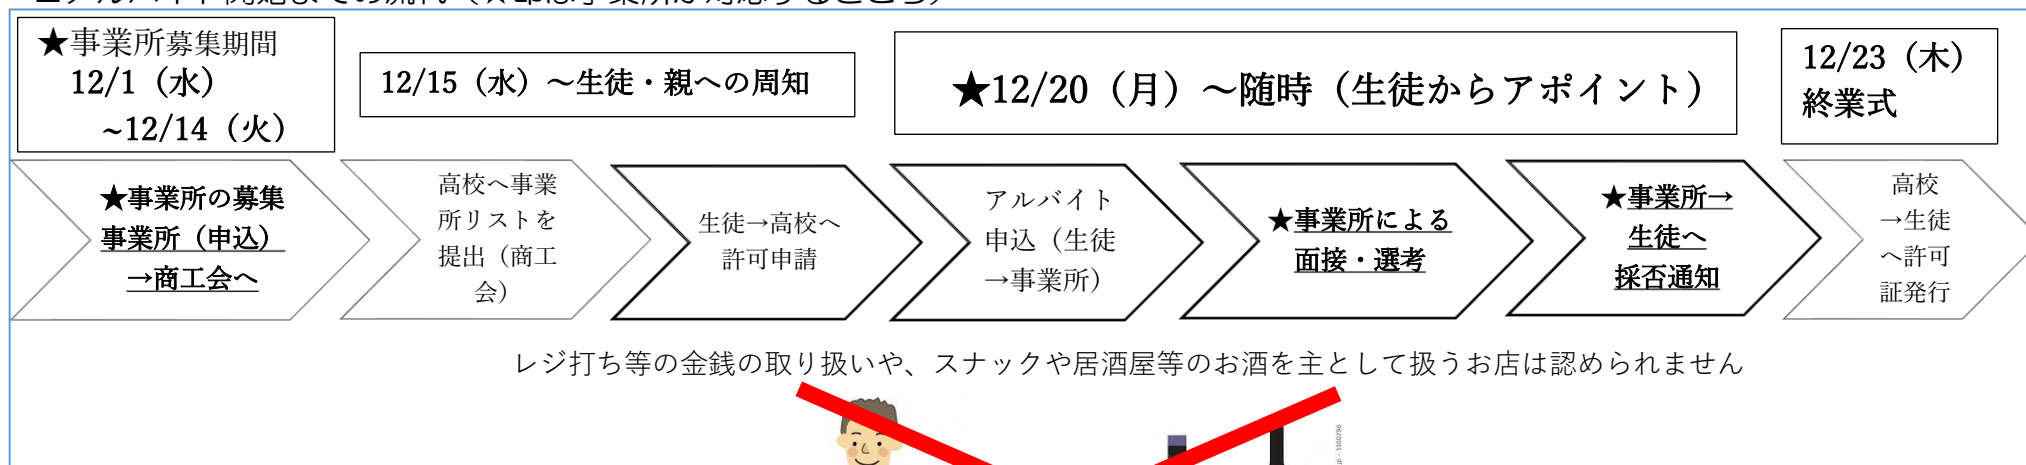 ★事業所募集期間
12/1（水）
~12/14（火）
12/15（水）～生徒・親への周知
★12/20（月）～随時（生徒からアポイント）
12/23（木）
終業式
★事業所の募集
事業所（申込）
→商工会へ
高校へ事業
所リストを
提出（商工
会）
生徒→高校へ
許可申請
アルバイト
申込（生徒
→事業所）
★事業所による
面接・選考
★事業所→
生徒へ
採否通知
高校
→生徒
へ許可
証発行
レジ打ち等の金銭の取り扱いや、スナックや居酒屋等のお酒を主として扱うお店は認められません